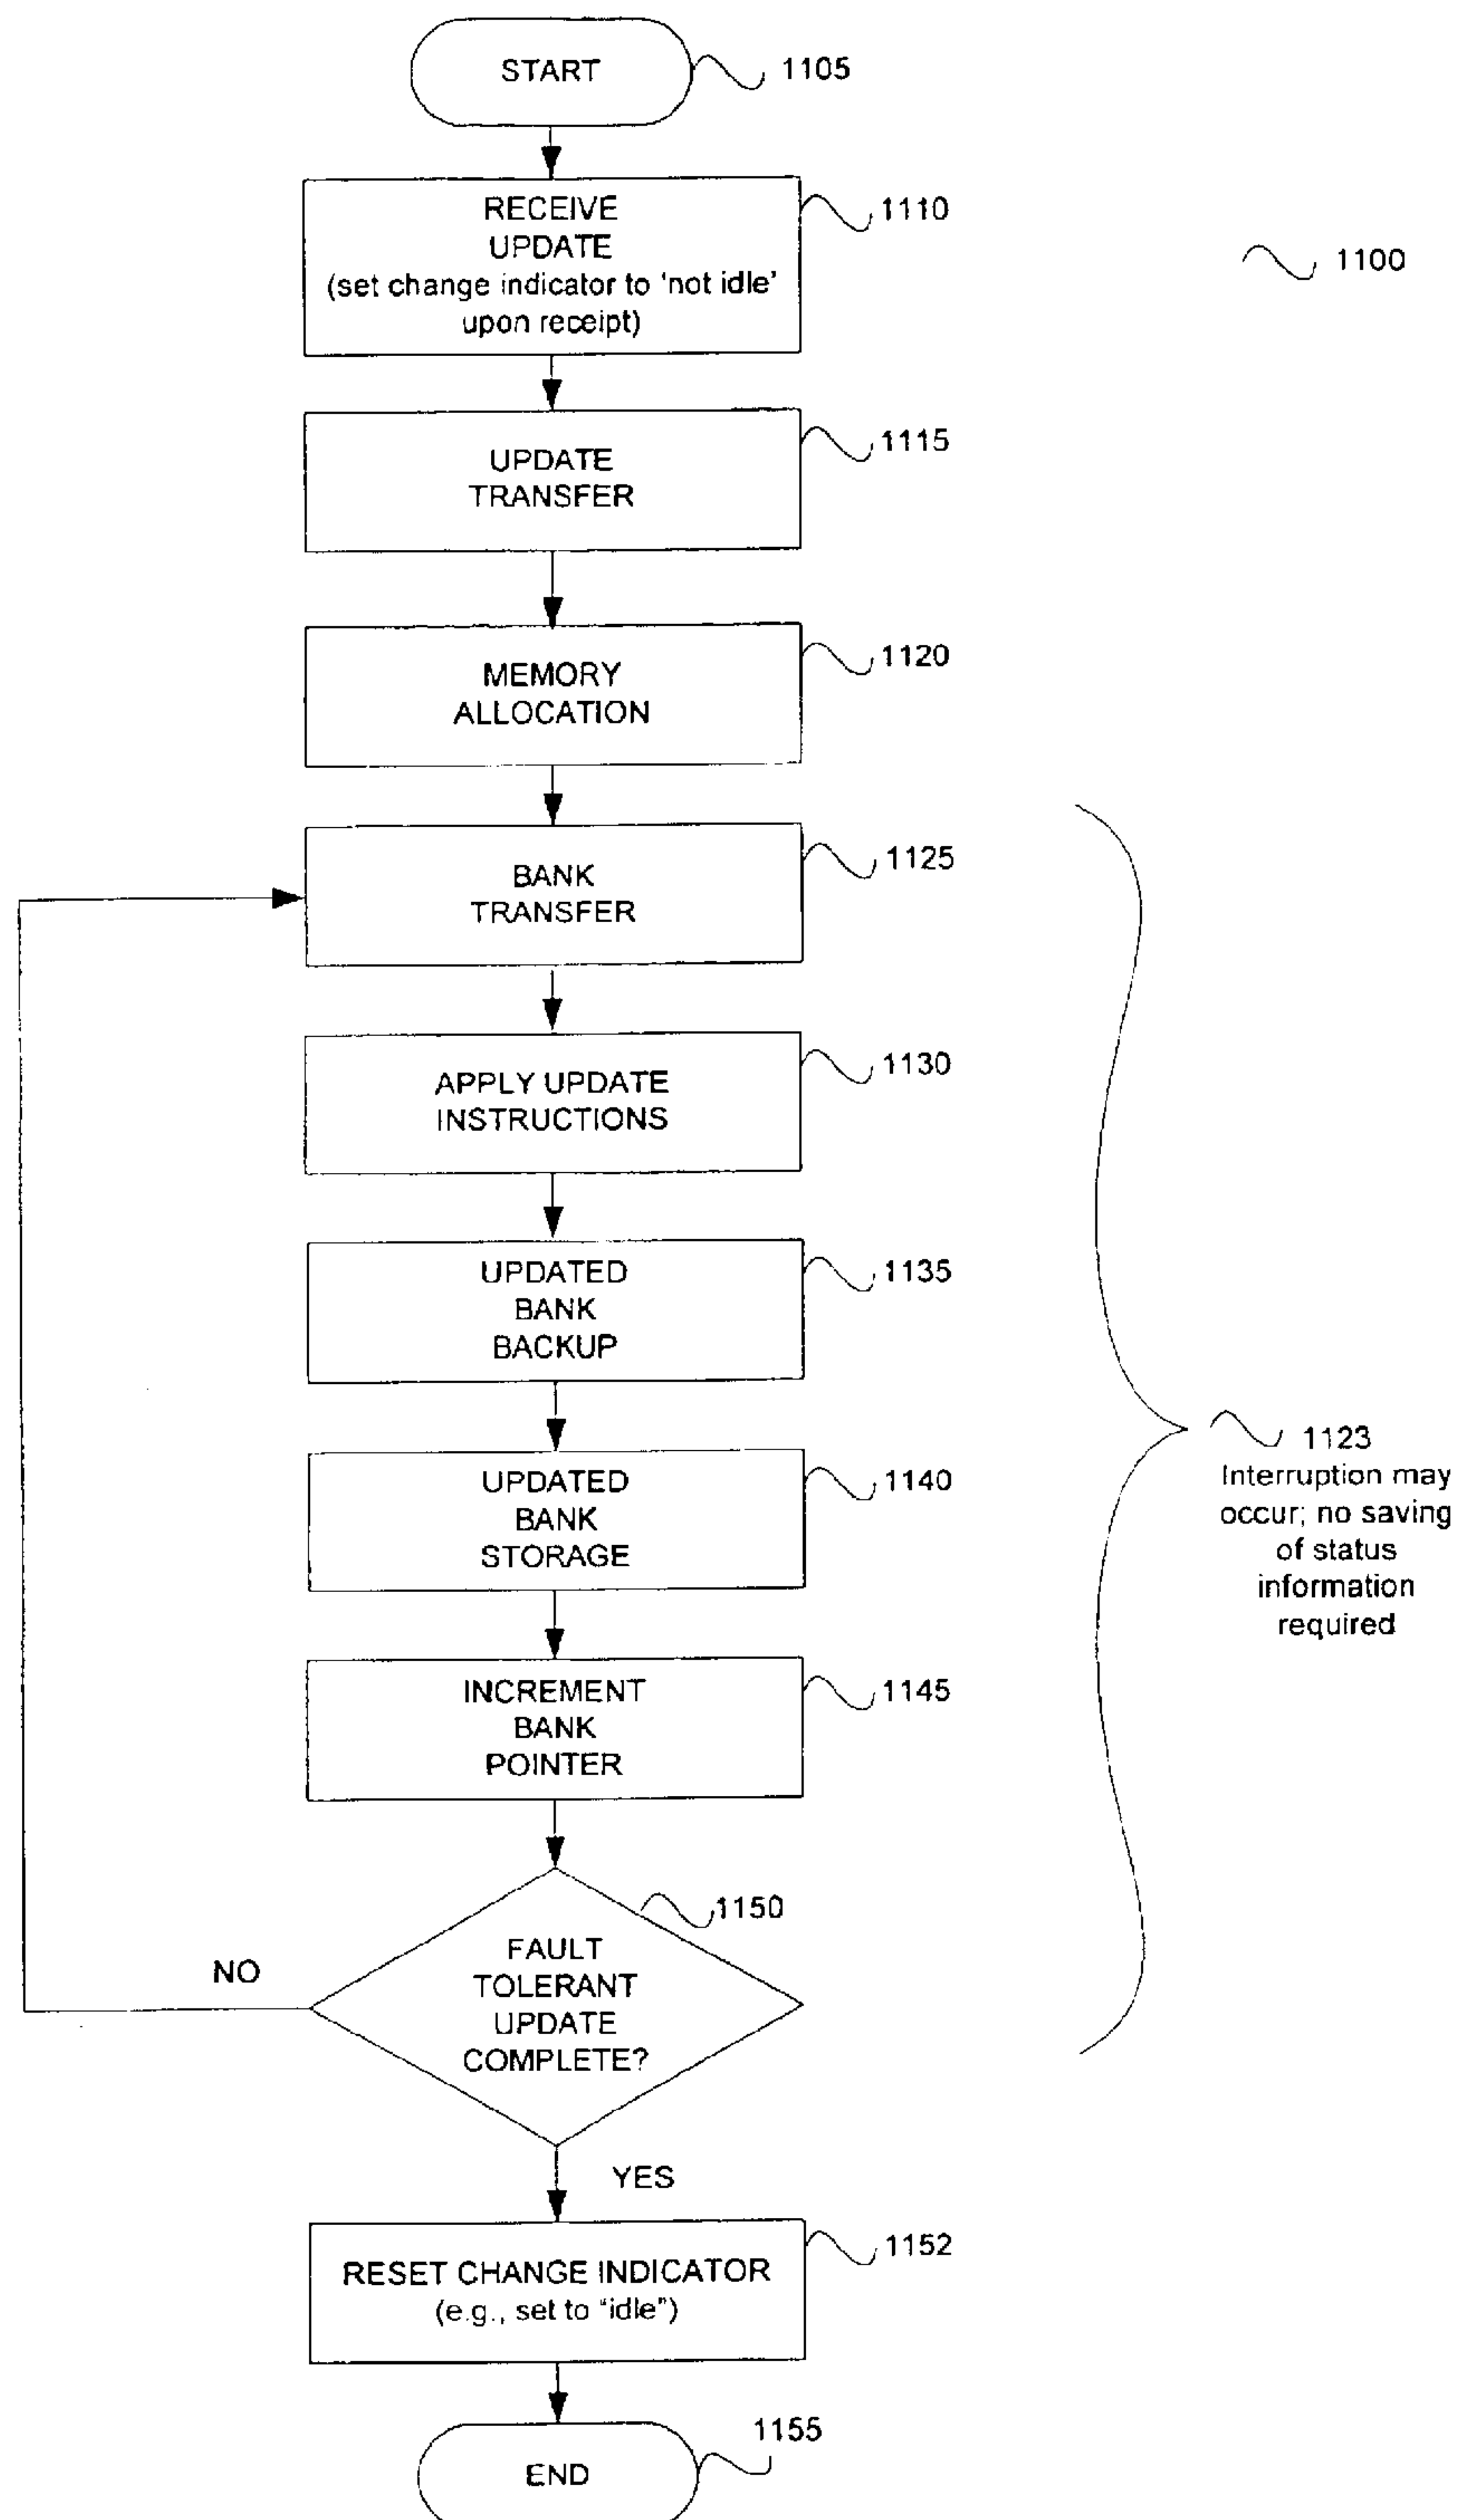 START
1105
RECEIVE
UPDATE
(set change indicator to 'not idle'
upon receipt)
1110
1100
UPDATE
TRANSFER
1115
MEMORY
ALLOCATION
1120
BANK
TRANSFER
1125
APPLY UPDATE
INSTRUCTIONS
1130
UPDATED
BANK
BACKUP
1135
1123
Interruption may
occur; no saving
of status
information
required
UPDATED
BANK
STORAGE
1140
INCREMENT
BANK
POINTER
1145
1150
FAULT
TOLERANT
UPDATE
COMPLETE?
NO
YES
RESET CHANGE INDICATOR
(e.g., set to "idle")
1152
1155
END